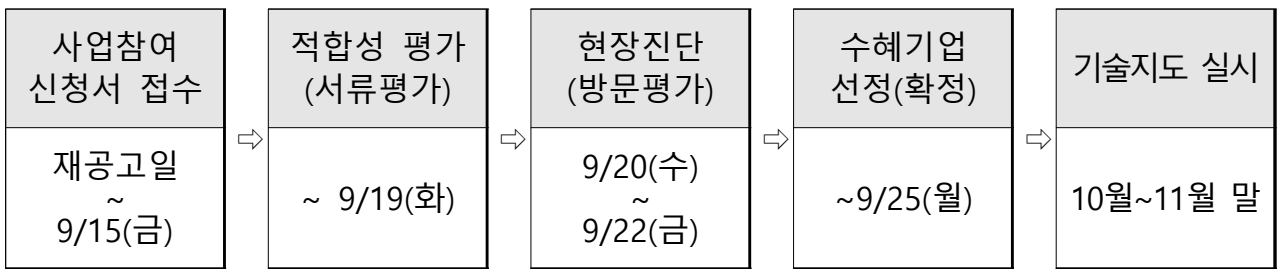 사업참여
신청서 접수
재공고일
~
9/15(금)
⇨
적합성 평가
(서류평가)
~ 9/19(화)
⇨
현장진단
(방문평가)
9/20(수)
~
9/22(금)
⇨
수혜기업
선정(확정)
~9/25(월)
⇨
기술지도 실시
10월~11월 말